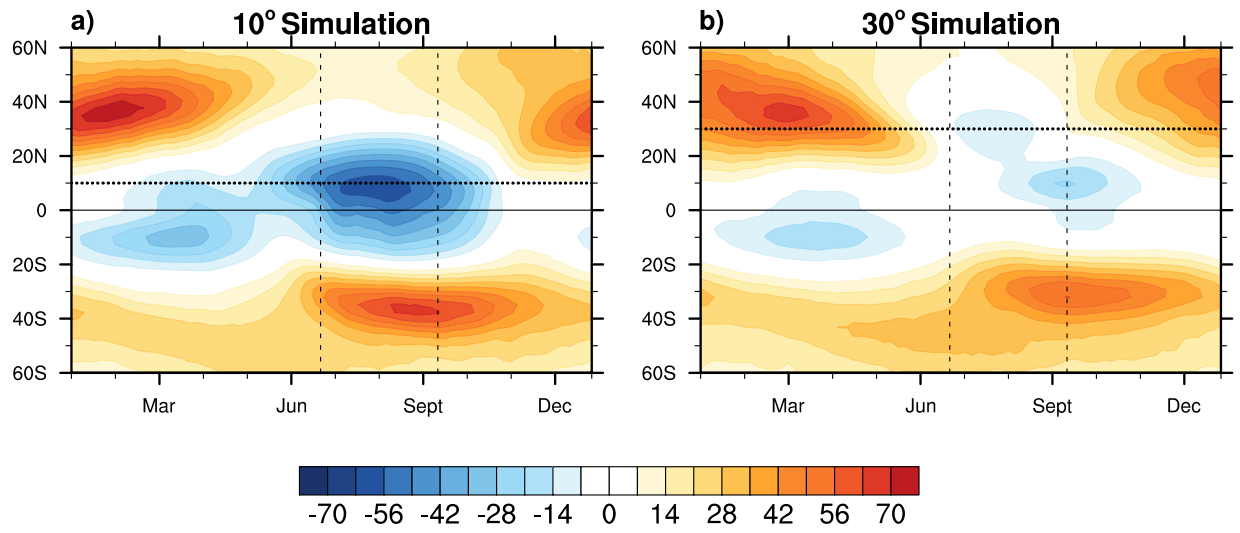 a) 10° Simulation
b) 30° Simulation
60N
40N
20N
0
20S
40S
60S
Mar Jun Sept Dec
60N
40N
20N
0
20S
40S
60S
Mar Jun Sept Dec
-70 -56 -42 -28 -14 0 14 28 42 56 70